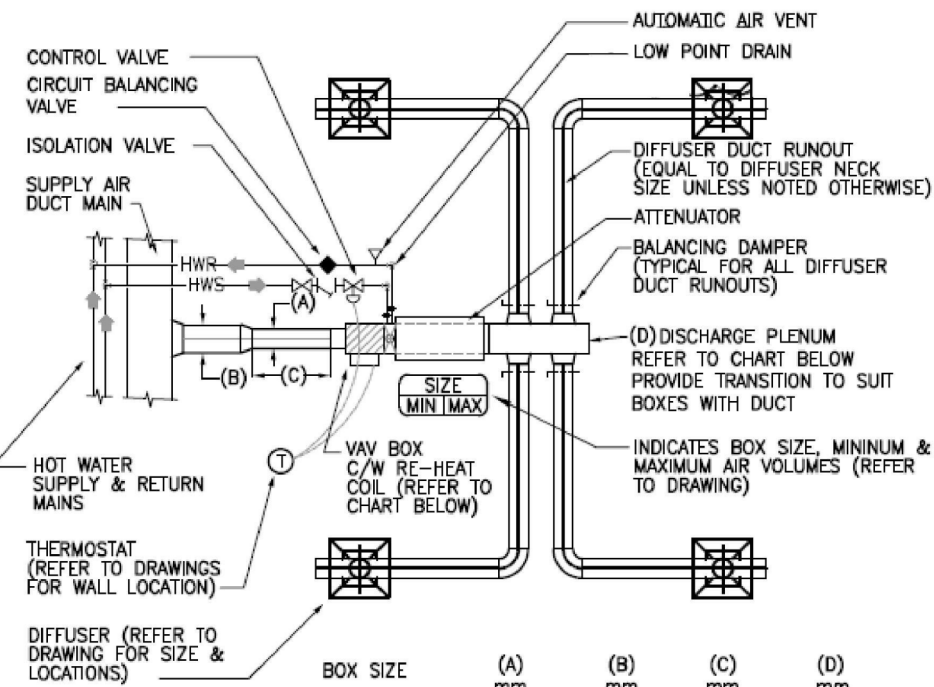 AUTOMATIC AIR VENT
LOW POINT DRAIN
CONTROL VALVE
CIRCUIT BALANCING
VALVE
ISOLATION VALVE
SUPPLY AIR
DUCT MAIN
DIFFUSER DUCT RUNOUT
(EQUAL TO DIFFUSER NECK
SIZE UNLESS NOTED OTHERWISE)
ATTENUATOR
BALANCING DAMPER
(TYPICAL FOR ALL DIFFUSER
DUCT RUNOUTS)
HWR
HWS
(A)
(B)
(C)
(D) DISCHARGE PLENUM
REFER TO CHART BELOW
PROVIDE TRANSITION TO SUIT
BOXES WITH DUCT
SIZE
MIN MAX
INDICATES BOX SIZE, MININUM &
MAXIMUM AIR VOLUMES (REFER
TO DRAWING)
T
VAV BOX
C/W RE-HEAT
COIL (REFER TO
CHART BELOW)
HOT WATER
SUPPLY & RETURN
MAINS
THERMOSTAT
(REFER TO DRAWINGS
FOR WALL LOCATION)
DIFFUSER (REFER TO
DRAWING FOR SIZE &
LOCATIONS)
BOX SIZE (A) (B) (C) (D)
mm mm mm mm